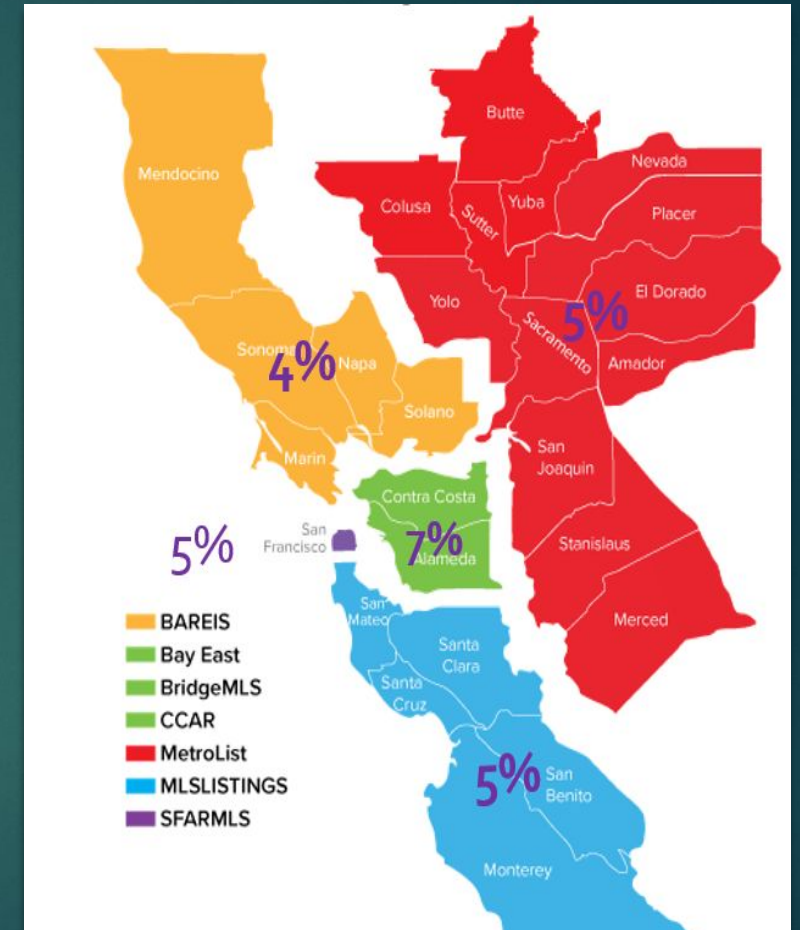 Butte
Mendocino
Nevada
Colusa
Sutter
Yuba
Placer
Yolo
El Dorado
5%
Sacramento
Sonoma
4%
Napa
Amador
Solano
Marin
San
Joaquin
Contra Costa
7%
Alameda
Stanislaus
San
Francisco
5%
Merced
San
Mateo
Santa
Clara
Santa
Cruz
5%
San
Benito
Monterey
BAREIS
Bay East
BridgeMLS
CCAR
MetroList
MLSLISTINGS
SFARMLS